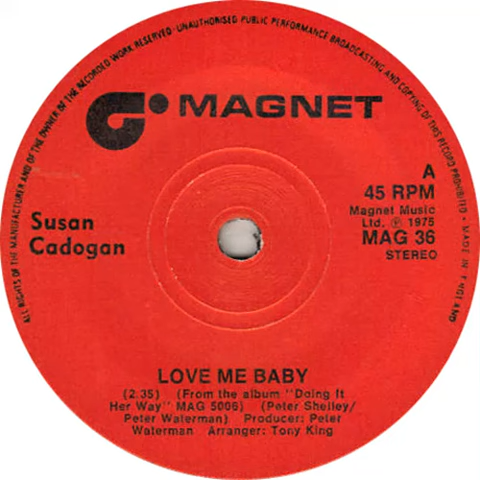 ALL RIGHTS OF THE MANUFACTURER AND OF THE OWNER OF THE RECORDED WORK RESERVED · UNAUTHORISED PUBLIC PERFORMANCE BROADCASTING AND COPYING OF THIS RECORD PROHIBITED · MADE IN ENGLAND
MAGNET
A
45 RPM
Magnet Music
Ltd. ℗ 1975
MAG 36
STEREO
Susan
Cadogan
LOVE ME BABY
(2.35) (From the album "Doing It
Her Way" MAG 5006) (Peter Shelley/
Peter Waterman) Producer: Peter
Waterman Arranger: Tony King